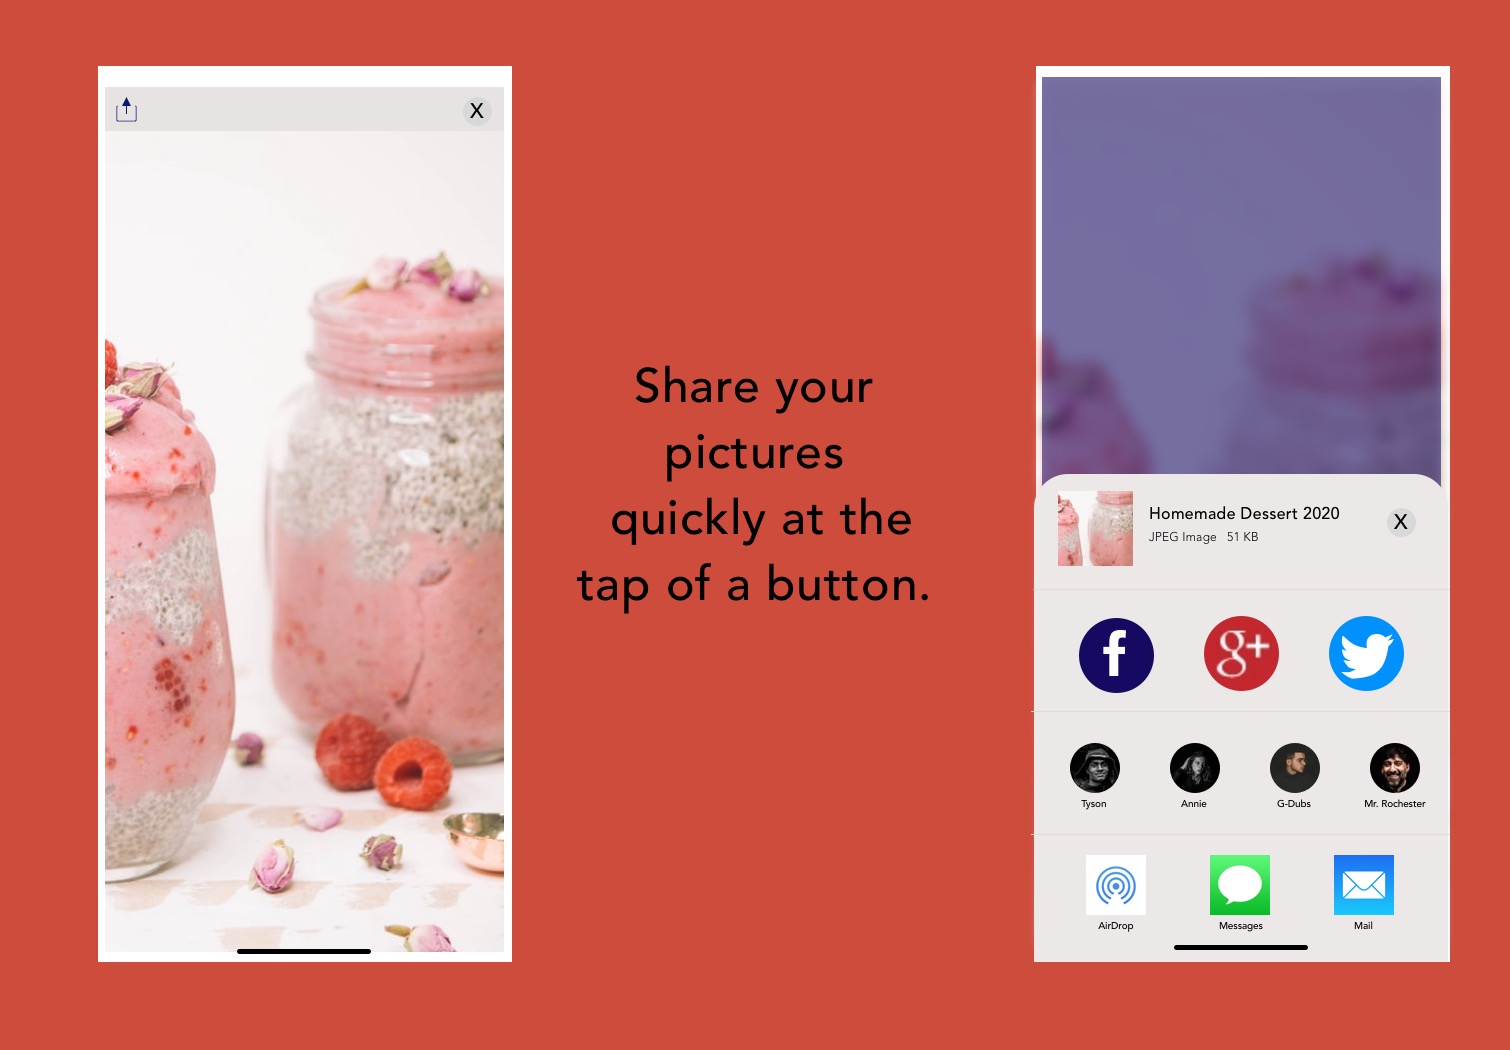 X
Share your
pictures
quickly at the
tap of a button.
Homemade Dessert 2020
X
JPEG Image 51 KB
f
g+
Tyson
Annie
G-Dubs
Mr. Rochester
AirDrop
Messages
Mail